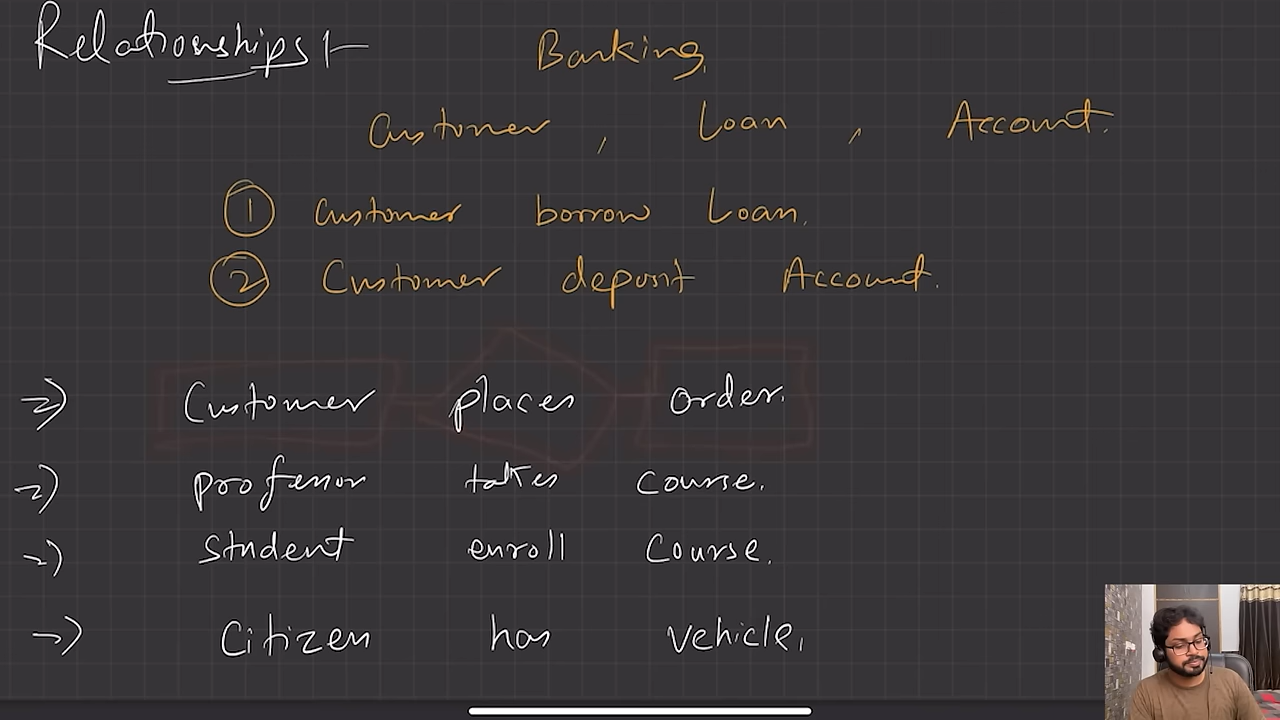 Relationships :-
Banking.
Customer , Loan , Account.
① Customer borrow Loan.
② Customer deposit Account.
=> Customer places order.
=> professor takes course.
=> Student enroll Course.
=> Citizen has vehicle.